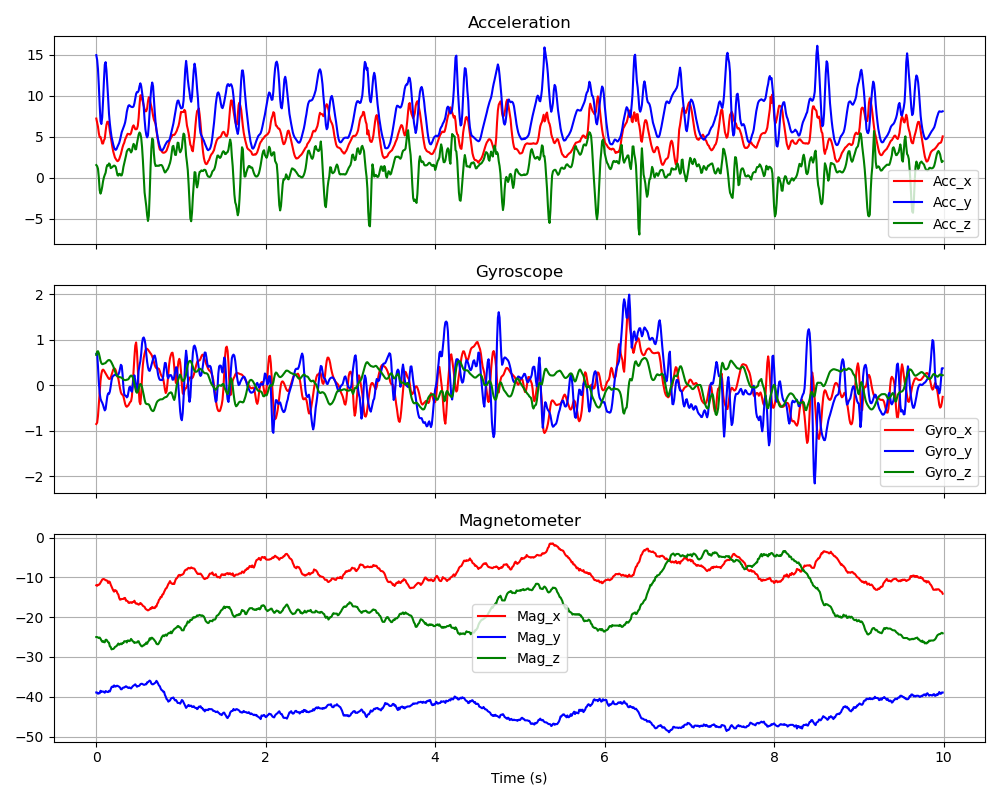 Acceleration
15
10
5
0
−5
Acc_x
Acc_y
Acc_z
Gyroscope
2
1
0
−1
−2
Gyro_x
Gyro_y
Gyro_z
Magnetometer
0
−10
−20
−30
−40
−50
Mag_x
Mag_y
Mag_z
0 2 4 6 8 10
Time (s)